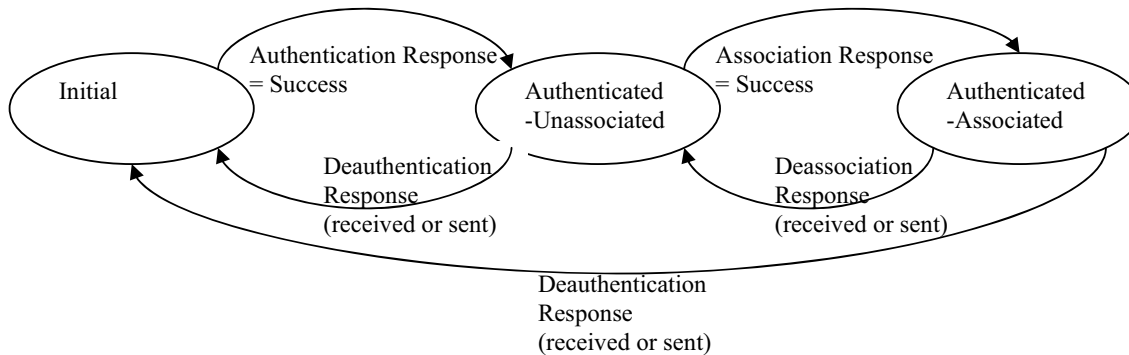 Initial
Authentication Response
= Success
Authenticated
-Unassociated
Association Response
= Success
Authenticated
-Associated
Deauthentication
Response
(received or sent)
Deassociation
Response
(received or sent)
Deauthentication
Response
(received or sent)